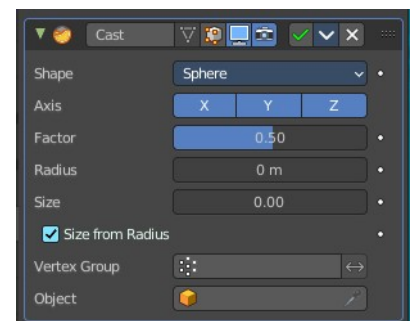 Cast
Shape Sphere
Axis X Y Z
Factor 0.50
Radius 0 m
Size 0.00
Size from Radius
Vertex Group
Object